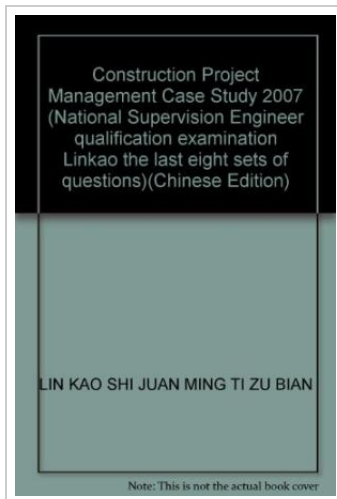 Construction Project
Management Case Study 2007
(National Supervision Engineer
qualification examination
Linkao the last eight sets of
questions)(Chinese Edition)
LIN KAO SHI JUAN MING TI ZU BIAN
Note: This is not the actual book cover